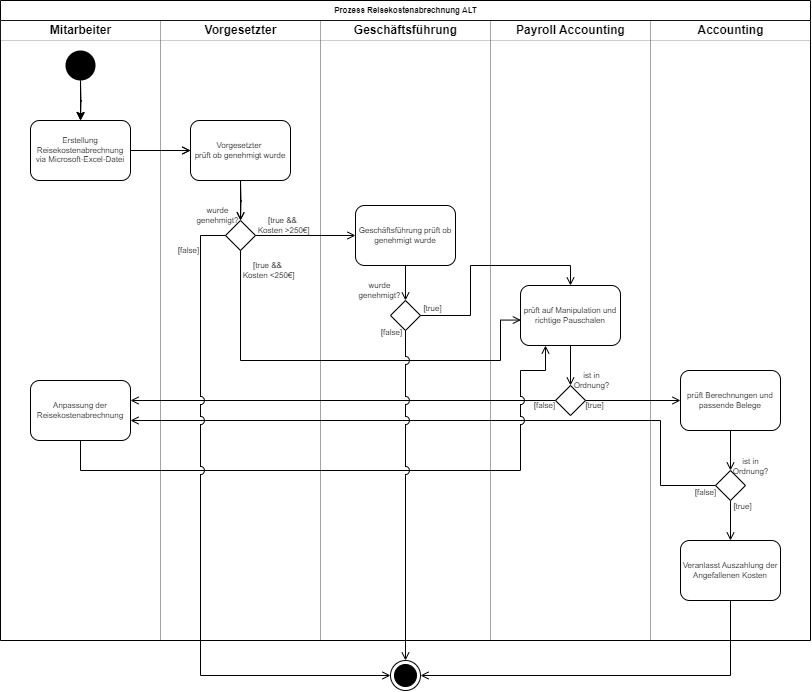 Prozess Reisekostenabrechnung ALT
Mitarbeiter
Vorgesetzter
Geschäftsführung
Payroll Accounting
Accounting
Erstellung
Reisekostenabrechnung
via Microsoft-Excel-Datei
Vorgesetzter
prüft ob genehmigt wurde
wurde
genehmigt?
[true &&
Kosten >250€]
[false]
[true &&
Kosten <250€]
Geschäftsführung prüft ob
genehmigt wurde
wurde
genehmigt?
[true]
[false]
prüft auf Manipulation und
richtige Pauschalen
ist in
Ordnung?
[false]
[true]
Anpassung der
Reisekostenabrechnung
prüft Berechnungen und
passende Belege
ist in
Ordnung?
[false]
[true]
Veranlasst Auszahlung der
Angefallenen Kosten